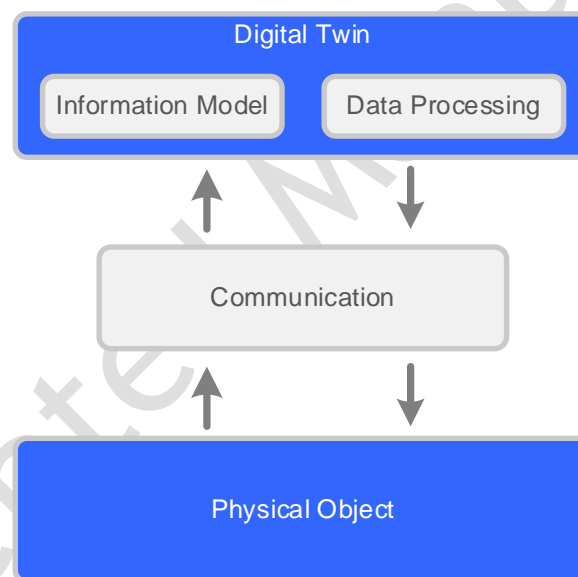 Digital Twin
Information Model
Data Processing
Communication
Physical Object